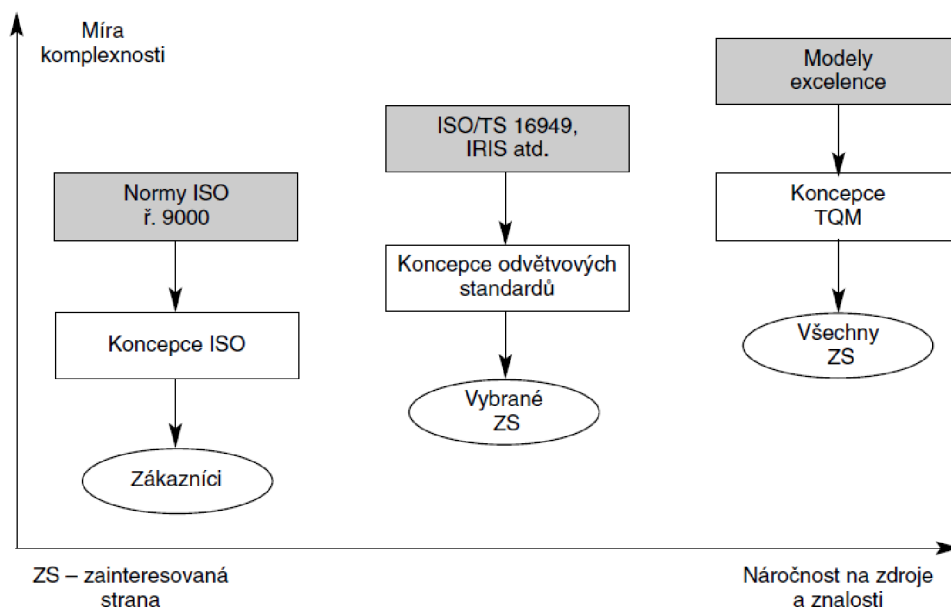 Míra
komplexnosti
Modely
excelence
ISO/TS 16949,
IRIS atd.
Normy ISO
ř. 9000
Koncepce
TQM
Koncepce odvětvových
standardů
Koncepce ISO
Všechny
ZS
Vybrané
ZS
Zákazníci
ZS – zainteresovaná
strana
Náročnost na zdroje
a znalosti